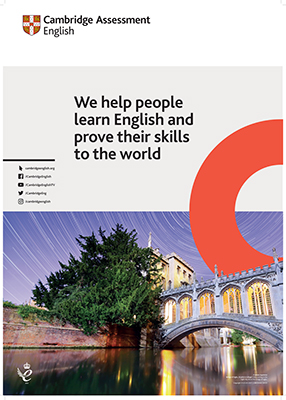 Cambridge Assessment
English
We help people
learn English and
prove their skills
to the world
cambridgeenglish.org
/CambridgeEnglish
/CambridgeEnglishTV
/CambridgeEng
/cambridgeenglish